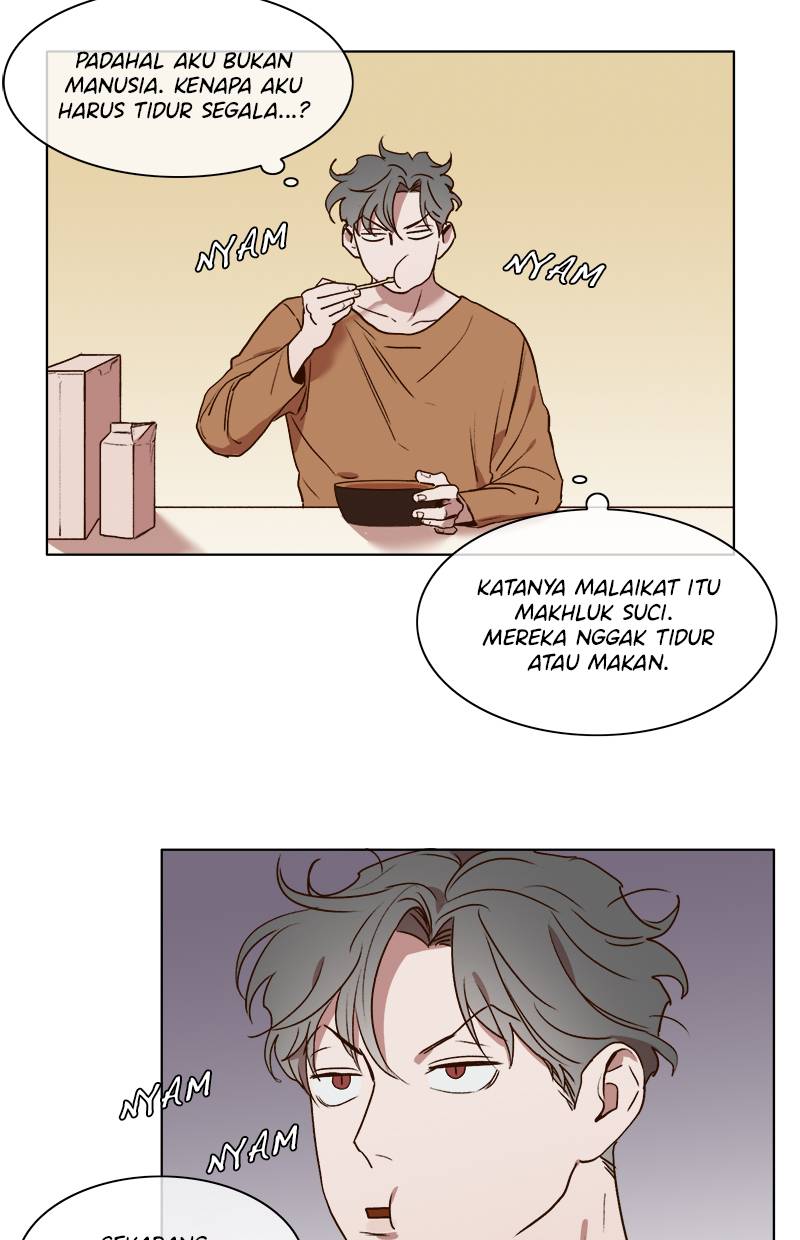 PADAHAL AKU BUKAN
MANUSIA. KENAPA AKU
HARUS TIDUR SEGALA...?
NYAM
NYAM
KATANYA MALAIKAT ITU
MAKHLUK SUCI.
MEREKA NGGAK TIDUR
ATAU MAKAN.
NYAM
NYAM
SEKARANG